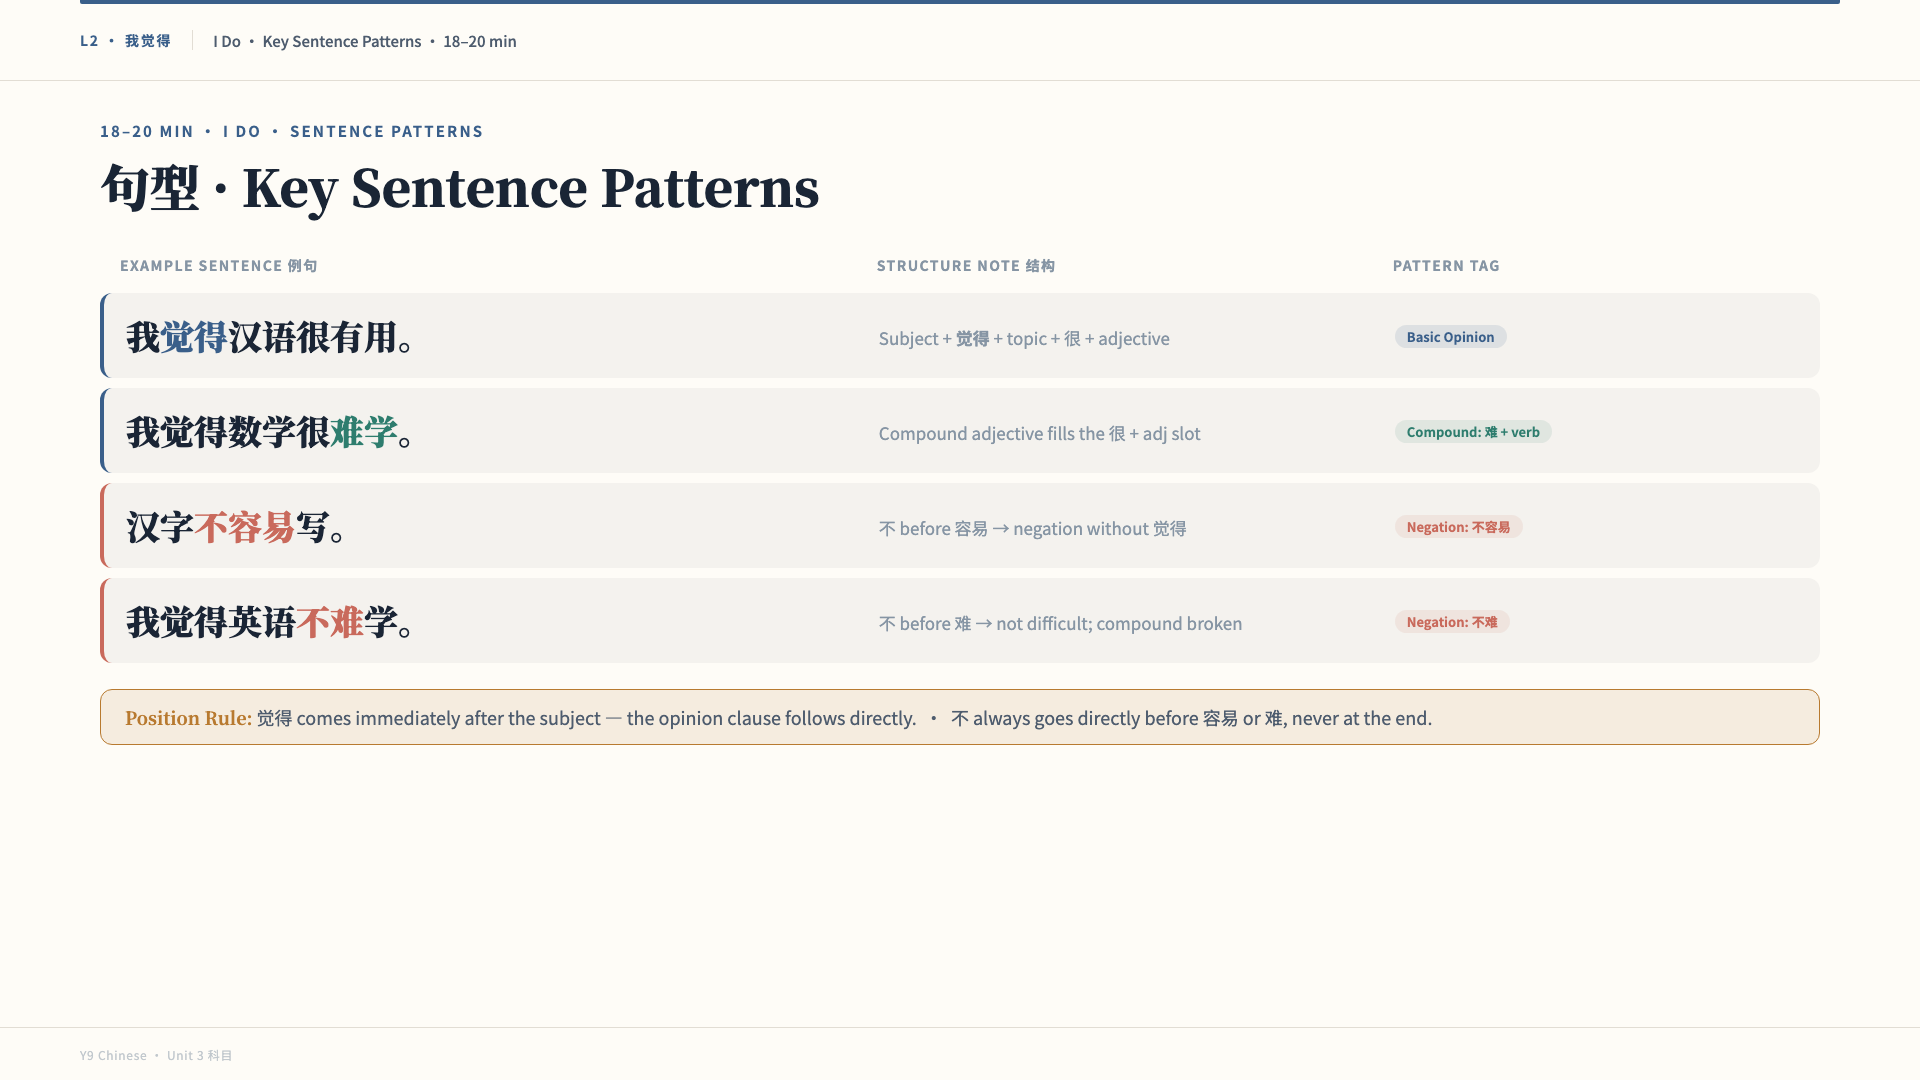 L2 • 我觉得 I Do • Key Sentence Patterns • 18–20 min
18–20 MIN • I DO • SENTENCE PATTERNS
句型 · Key Sentence Patterns
EXAMPLE SENTENCE 例句 STRUCTURE NOTE 结构 PATTERN TAG
我觉得汉语很有用。 Subject + 觉得 + topic + 很 + adjective Basic Opinion
我觉得数学很难学。 Compound adjective fills the 很 + adj slot Compound: 难 + verb
汉字不容易写。 不 before 容易 → negation without 觉得 Negation: 不容易
我觉得英语不难学。 不 before 难 → not difficult; compound broken Negation: 不难
Position Rule: 觉得 comes immediately after the subject — the opinion clause follows directly. • 不 always goes directly before 容易 or 难, never at the end.
Y9 Chinese • Unit 3 科目